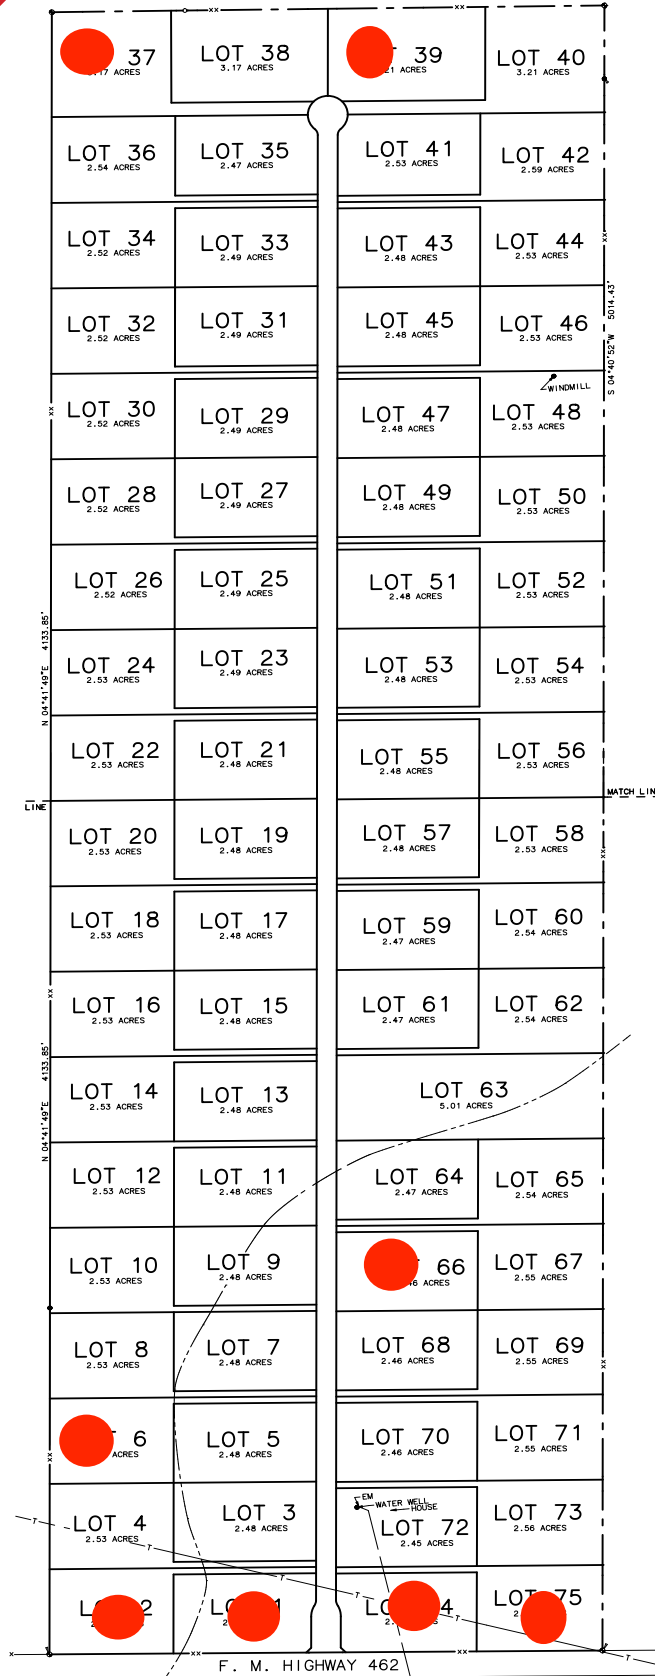 37
LOT 38
LOT 40
3.17 ACRES
3.21 ACRES
39
ACRES
ACRES
LOT 36
2.54 ACRES
LOT 35
2.47 ACRES
LOT 41
2.53 ACRES
LOT 42
2.59 ACRES
LOT 34
2.52 ACRES
LOT 33
2.49 ACRES
LOT 43
2.48 ACRES
LOT 44
2.53 ACRES
S 04°40'52"W 5014.43'
LOT 32
2.52 ACRES
LOT 31
2.49 ACRES
LOT 45
2.48 ACRES
LOT 46
2.53 ACRES
WINDMILL
LOT 30
2.52 ACRES
LOT 29
2.49 ACRES
LOT 47
2.48 ACRES
LOT 48
2.53 ACRES
LOT 28
2.52 ACRES
LOT 27
2.49 ACRES
LOT 49
2.48 ACRES
LOT 50
2.53 ACRES
LOT 26
2.52 ACRES
LOT 25
2.49 ACRES
LOT 51
2.48 ACRES
LOT 52
2.53 ACRES
N 04°41'49"E 4133.85'
LOT 24
2.53 ACRES
LOT 23
2.49 ACRES
LOT 53
2.48 ACRES
LOT 54
2.53 ACRES
LOT 22
2.53 ACRES
LOT 21
2.48 ACRES
LOT 55
2.48 ACRES
LOT 56
2.53 ACRES
LINE
MATCH LIN
LOT 20
2.53 ACRES
LOT 19
2.48 ACRES
LOT 57
2.48 ACRES
LOT 58
2.53 ACRES
LOT 18
2.53 ACRES
LOT 17
2.48 ACRES
LOT 59
2.47 ACRES
LOT 60
2.54 ACRES
LOT 16
2.53 ACRES
LOT 15
2.48 ACRES
LOT 61
2.47 ACRES
LOT 62
2.54 ACRES
N 04°41'49"E 4133.85'
LOT 14
2.53 ACRES
LOT 13
2.48 ACRES
LOT 63
5.01 ACRES
LOT 12
2.53 ACRES
LOT 11
2.48 ACRES
LOT 64
2.47 ACRES
LOT 65
2.54 ACRES
LOT 10
2.53 ACRES
LOT 9
2.48 ACRES
66
ACRES
LOT 67
2.55 ACRES
LOT 8
2.53 ACRES
LOT 7
2.48 ACRES
LOT 68
2.46 ACRES
LOT 69
2.55 ACRES
6
ACRES
LOT 5
2.48 ACRES
LOT 70
2.46 ACRES
LOT 71
2.55 ACRES
LOT 4
2.53 ACRES
LOT 3
2.48 ACRES
EM
WATER WELL
HOUSE
LOT 72
2.45 ACRES
LOT 73
2.56 ACRES
2
4
75
F. M. HIGHWAY 462